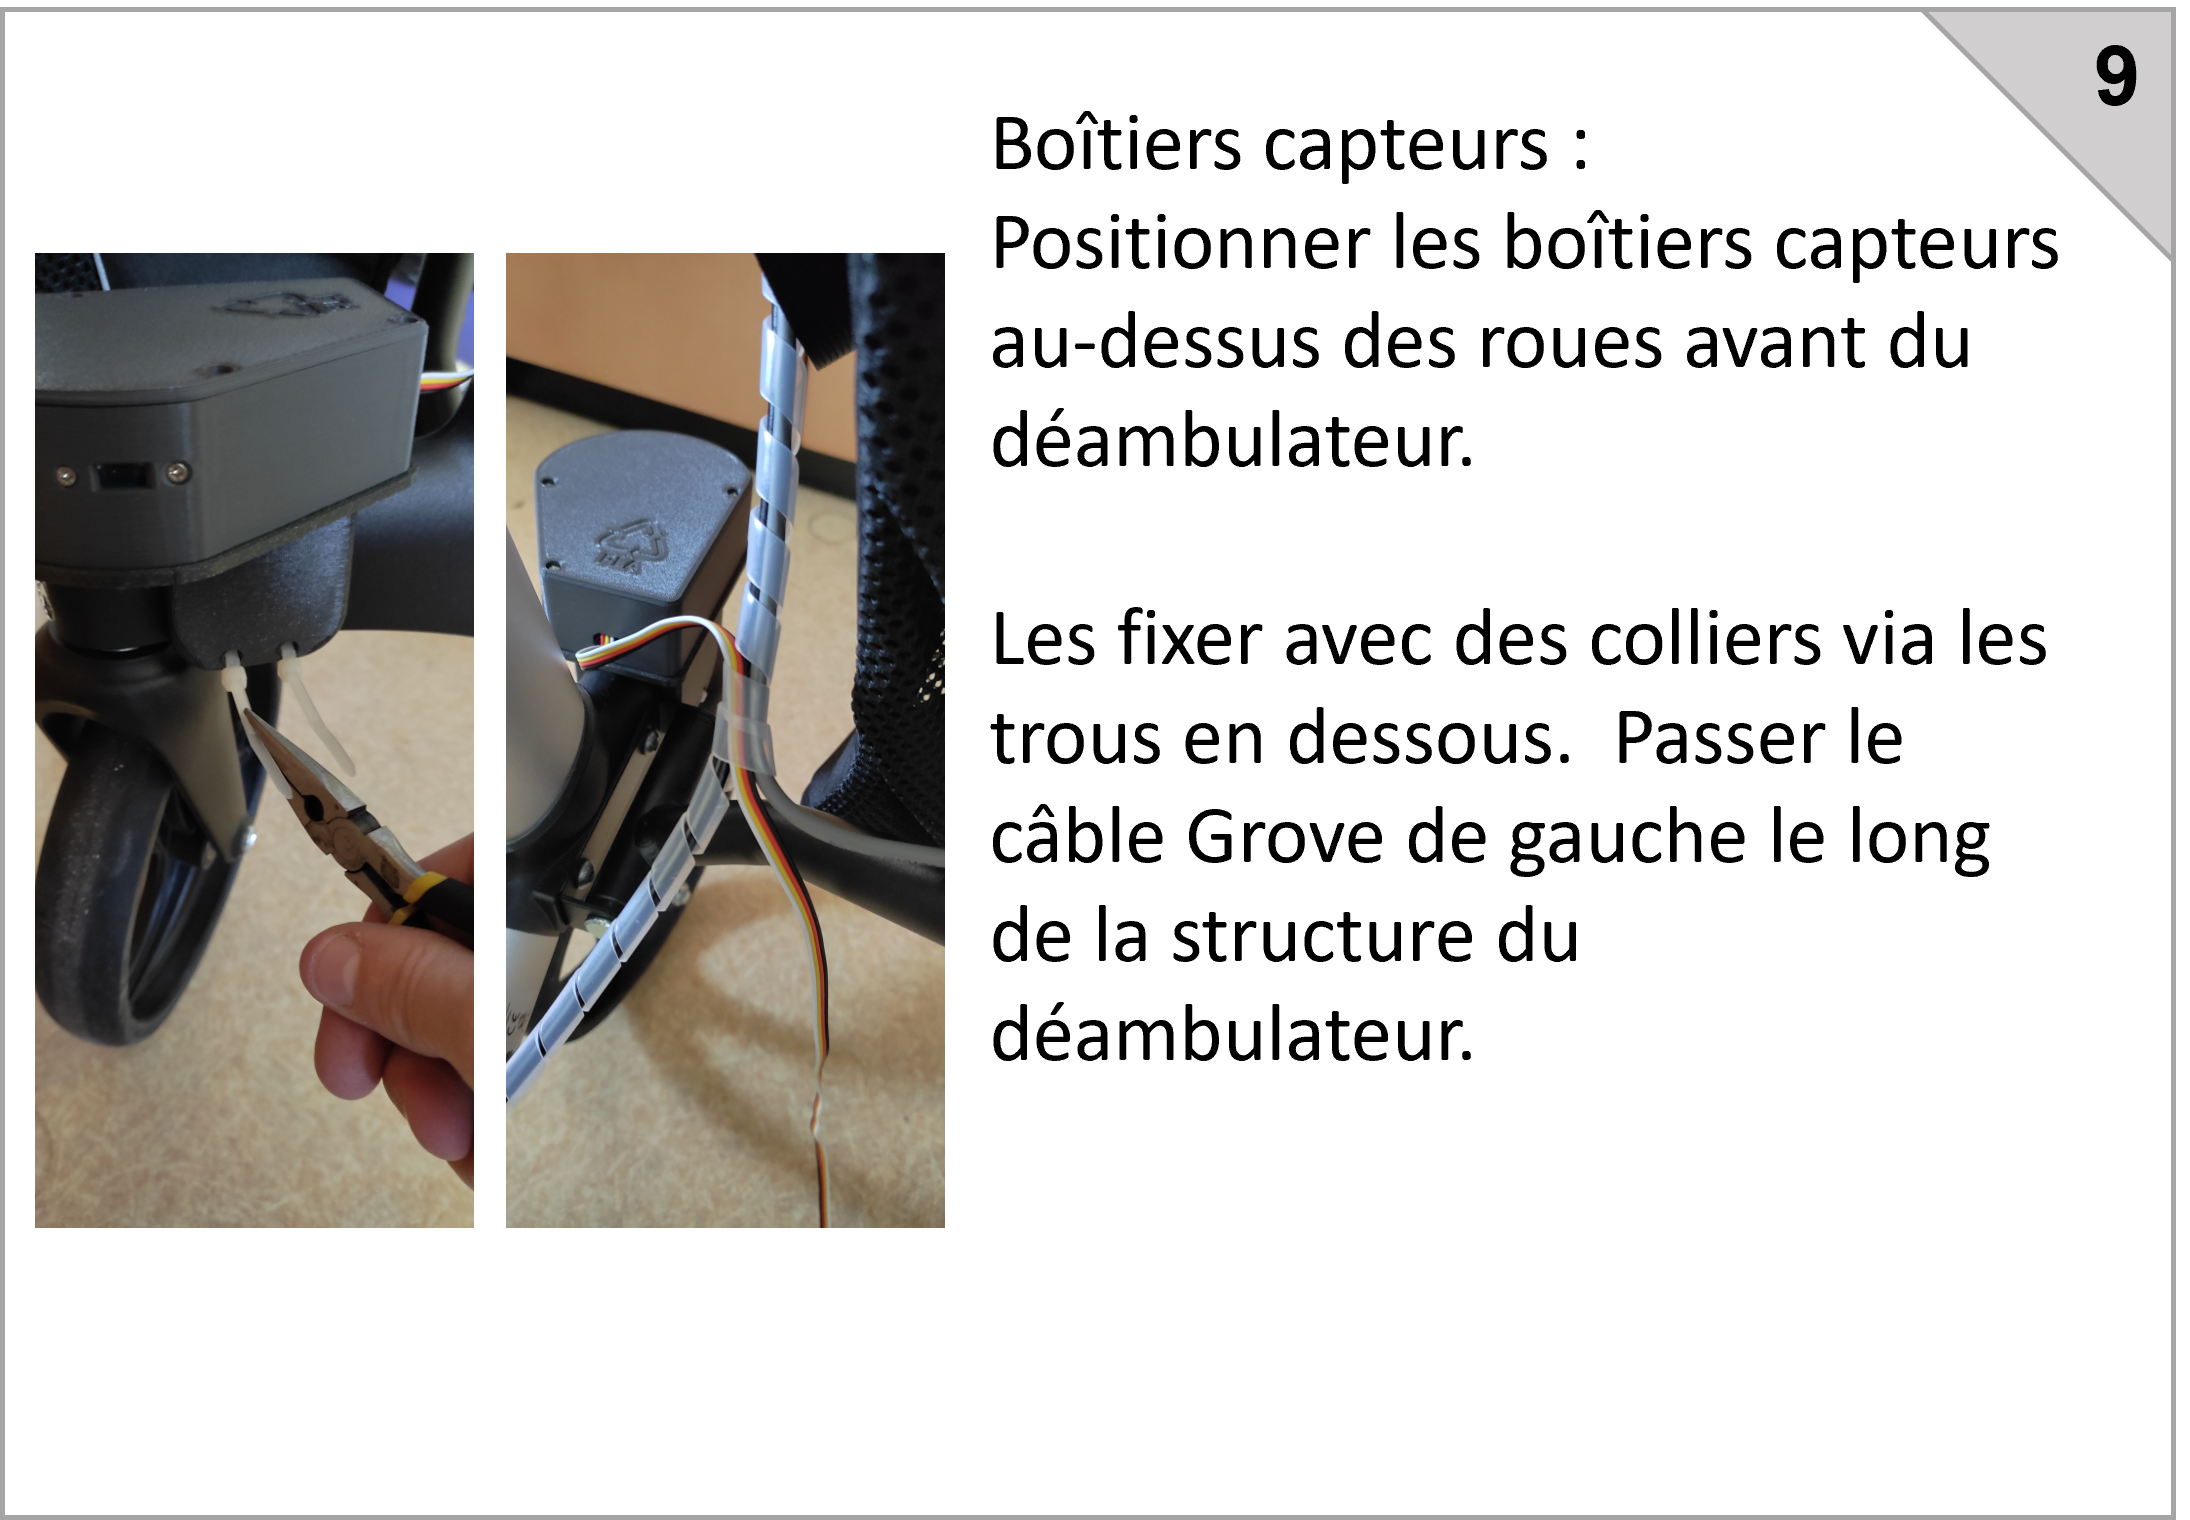 9
Boîtiers capteurs :
Positionner les boîtiers capteurs
au-dessus des roues avant du
déambulateur.
Les fixer avec des colliers via les
trous en dessous.  Passer le
câble Grove de gauche le long
de la structure du
déambulateur.